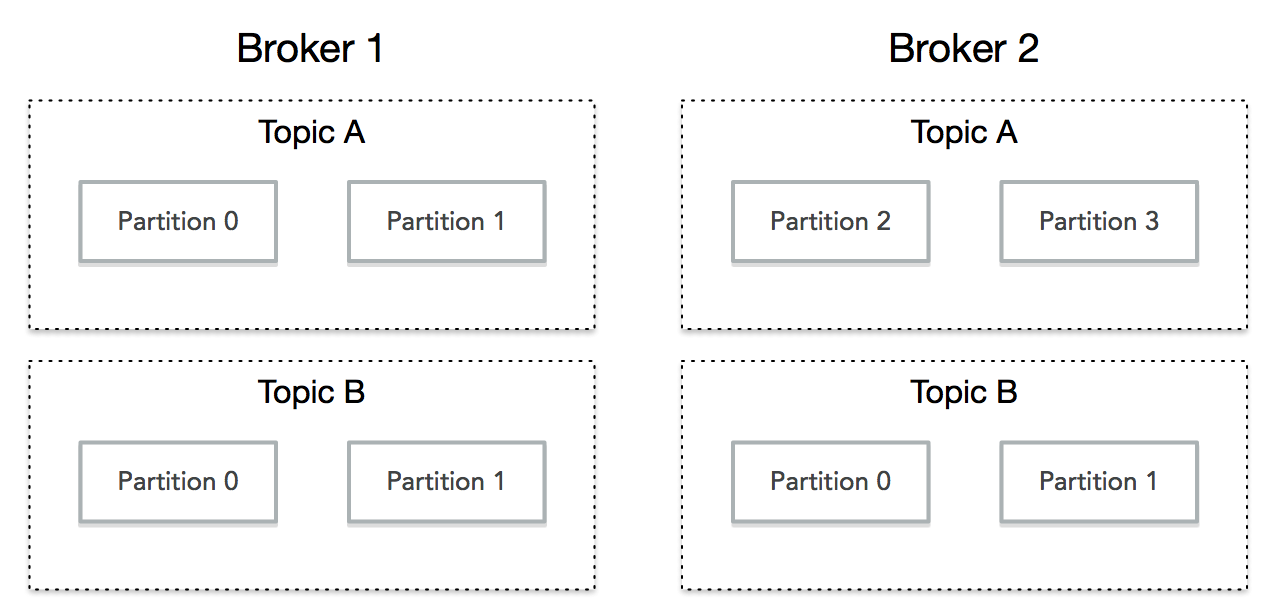 Broker 1
Topic A
Partition 0
Partition 1
Topic B
Partition 0
Partition 1
Broker 2
Topic A
Partition 2
Partition 3
Topic B
Partition 0
Partition 1